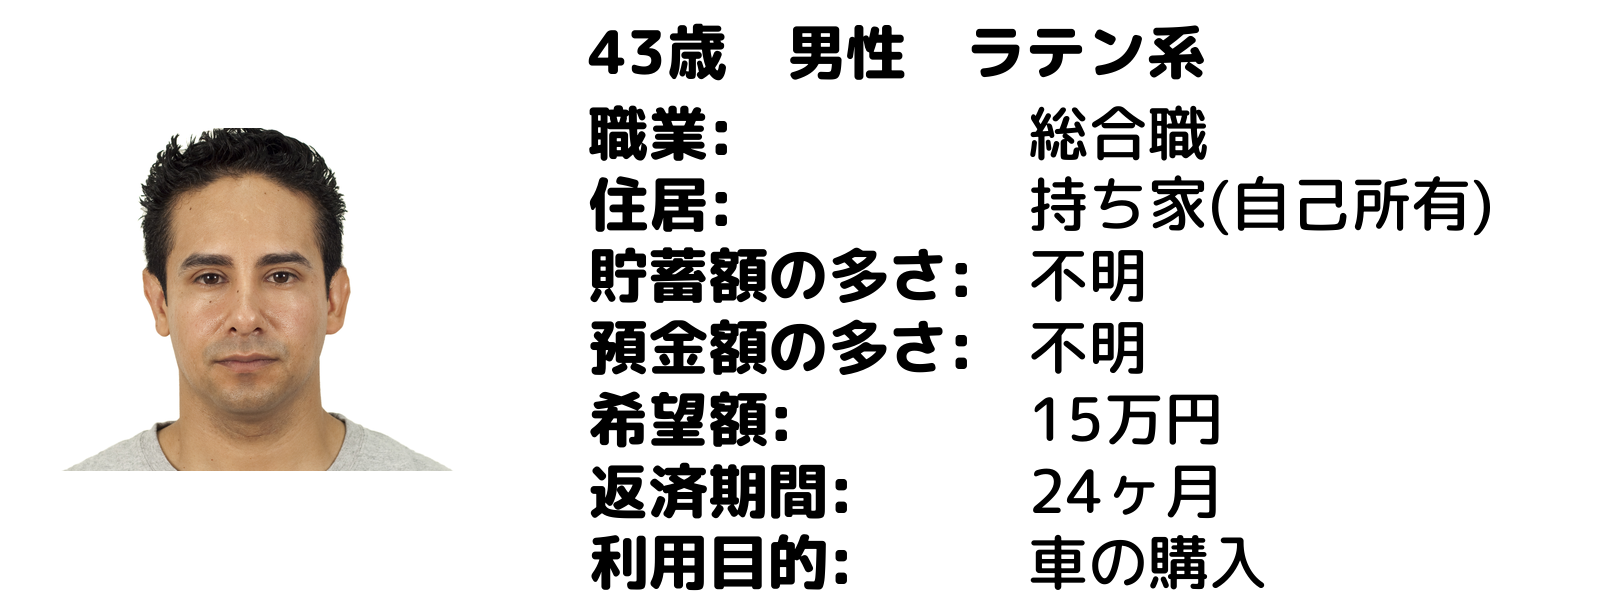 43歳　男性　ラテン系
職業: 総合職
住居: 持ち家(自己所有)
貯蓄額の多さ: 不明
預金額の多さ: 不明
希望額: 15万円
返済期間: 24ヶ月
利用目的: 車の購入